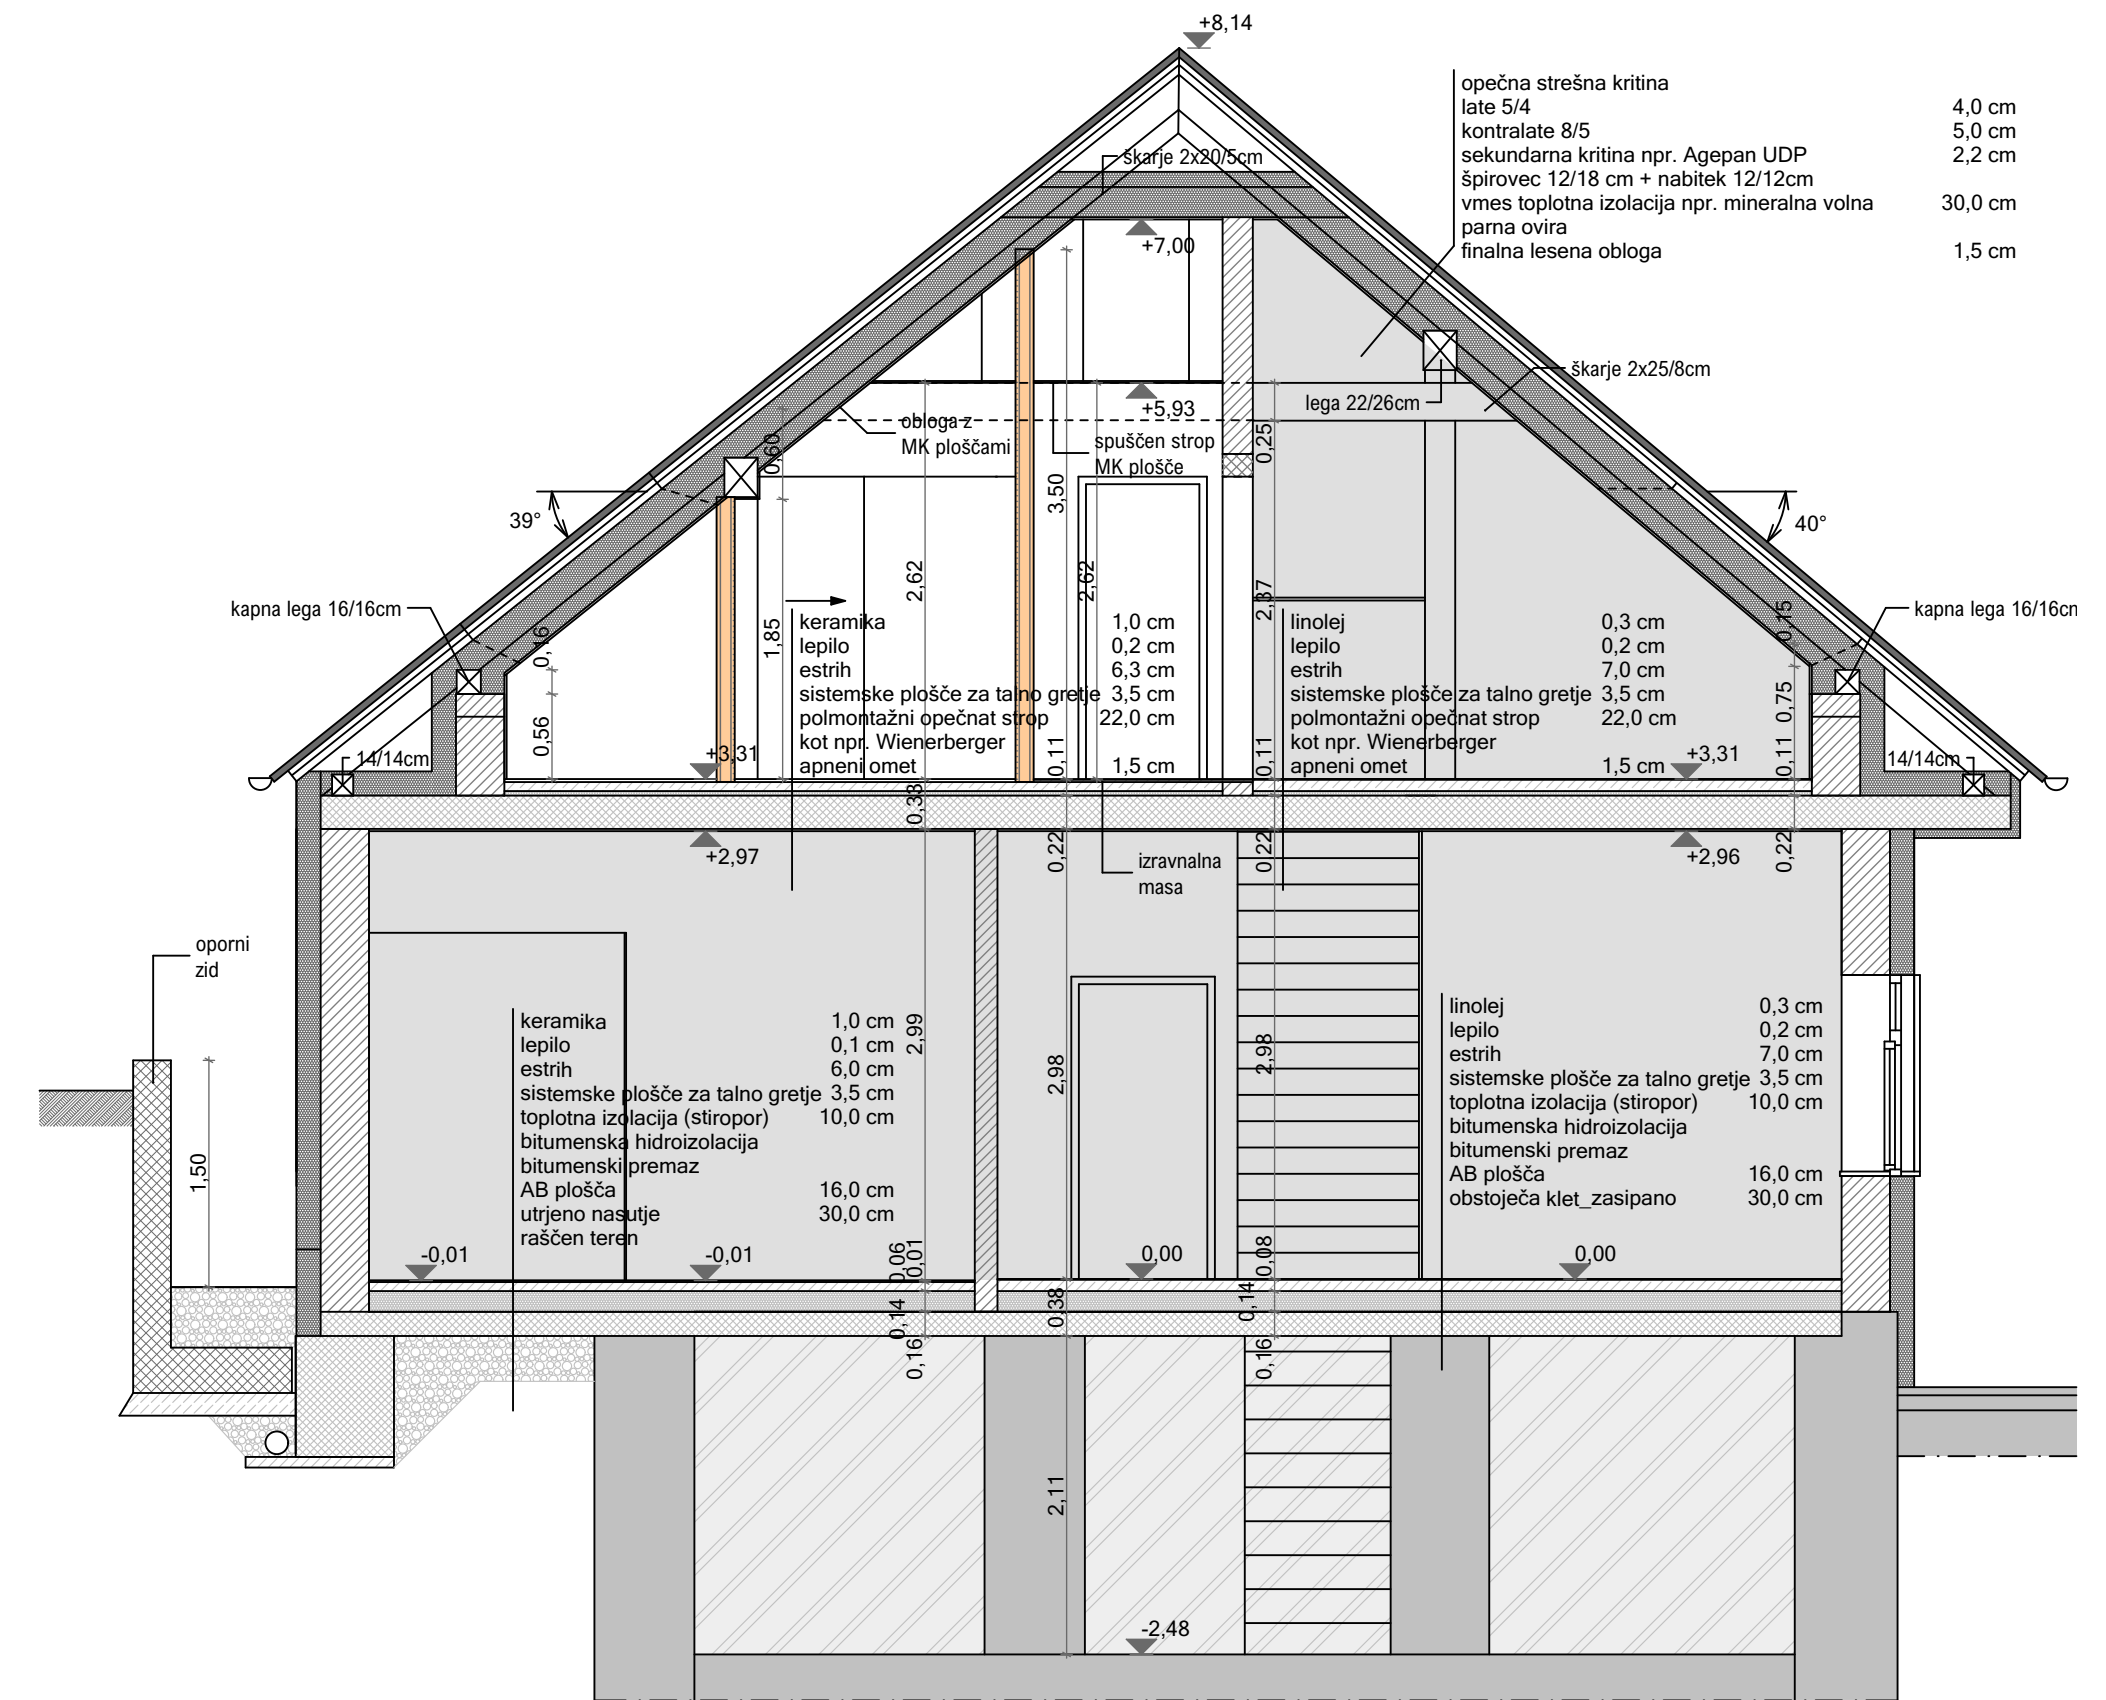 +8,14
opečna strešna kritina
late 5/4 4,0 cm
kontralate 8/5 5,0 cm
sekundarna kritina npr. Agepan UDP 2,2 cm
špirovec 12/18 cm + nabitek 12/12cm
vmes toplotna izolacija npr. mineralna volna 30,0 cm
parna ovira
finalna lesena obloga 1,5 cm
škarje 2x20/5cm
+7,00
škarje 2x25/8cm
lega 22/26cm
+5,93
obloga z
MK ploščami
spuščen strop
MK plošče
0,60
0,25
3,50
39°
40°
2,62
2,62
2,37
1,85
kapna lega 16/16cm
kapna lega 16/16cm
0,16
0,15
0,56
0,75
keramika 1,0 cm
lepilo 0,2 cm
estrih 6,3 cm
sistemske plošče za talno gretje 3,5 cm
polmontažni opečnat strop 22,0 cm
kot npr. Wienerberger
apneni omet 1,5 cm
linolej 0,3 cm
lepilo 0,2 cm
estrih 7,0 cm
sistemske plošče za talno gretje 3,5 cm
polmontažni opečnat strop 22,0 cm
kot npr. Wienerberger
apneni omet 1,5 cm
14/14cm
+3,31
0,11
0,11
+3,31
0,11
14/14cm
0,33
+2,97
0,22
0,22
+2,96
0,22
izravnalna
masa
oporni
zid
1,50
keramika 1,0 cm
lepilo 0,1 cm
estrih 6,0 cm
sistemske plošče za talno gretje 3,5 cm
toplotna izolacija (stiropor) 10,0 cm
bitumenska hidroizolacija
bitumenski premaz
AB plošča 16,0 cm
utrjeno nasutje 30,0 cm
raščen teren
2,99
2,98
2,98
linolej 0,3 cm
lepilo 0,2 cm
estrih 7,0 cm
sistemske plošče za talno gretje 3,5 cm
toplotna izolacija (stiropor) 10,0 cm
bitumenska hidroizolacija
bitumenski premaz
AB plošča 16,0 cm
obstoječa klet_zasipano 30,0 cm
-0,01
-0,01
0,06
0,01
0,00
0,08
0,00
0,14
0,38
0,14
0,16
0,16
2,11
-2,48